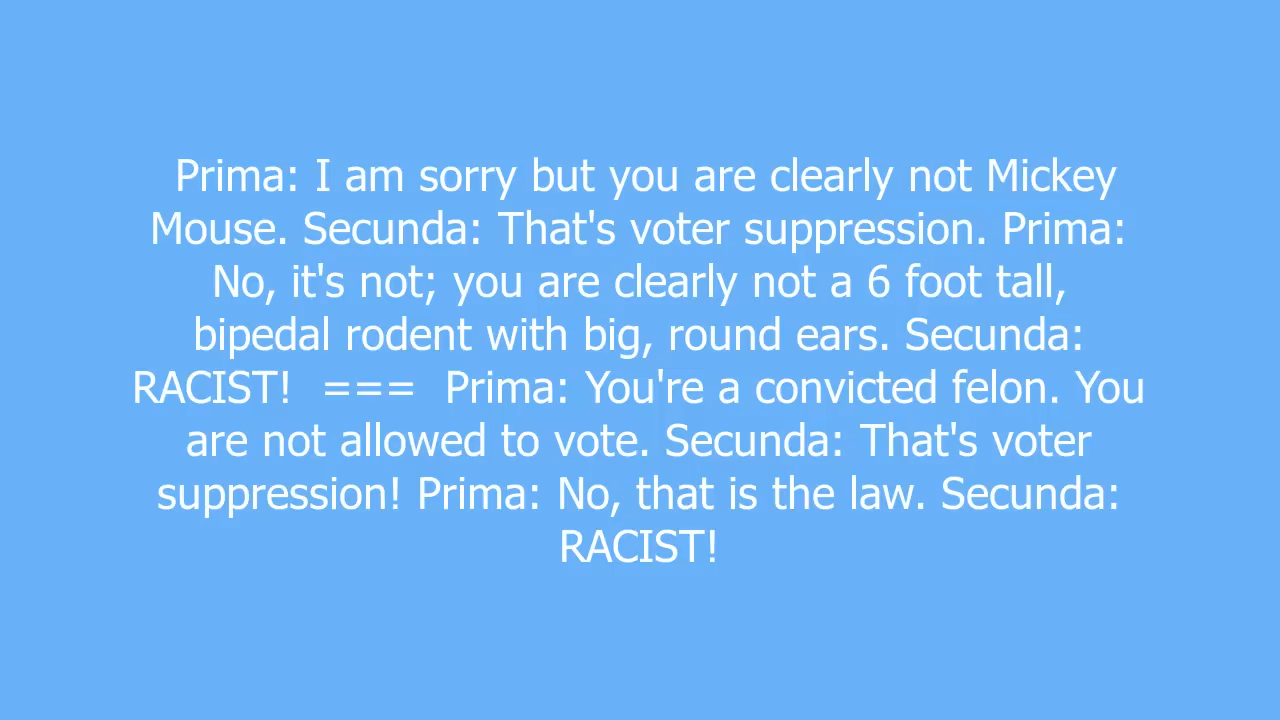 Prima: I am sorry but you are clearly not Mickey
Mouse. Secunda: That's voter suppression. Prima:
No, it's not; you are clearly not a 6 foot tall,
bipedal rodent with big, round ears. Secunda:
RACIST!  ===  Prima: You're a convicted felon. You
are not allowed to vote. Secunda: That's voter
suppression! Prima: No, that is the law. Secunda:
RACIST!